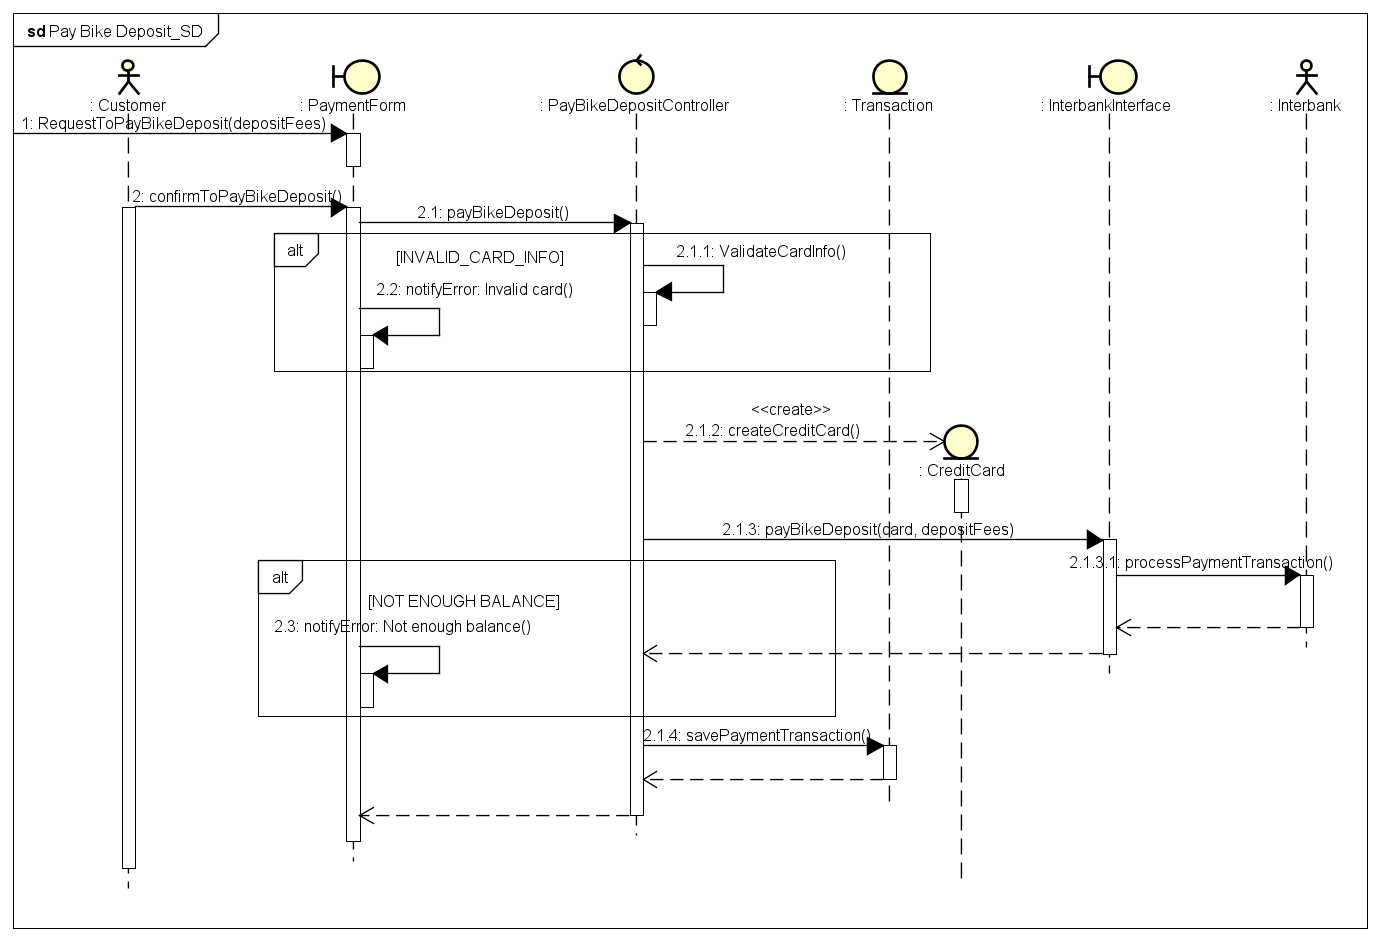 sd Pay Bike Deposit_SD
: Customer
: PaymentForm
: PayBikeDepositController
: Transaction
: InterbankInterface
: Interbank
1: RequestToPayBikeDeposit(depositFees)
2: confirmToPayBikeDeposit()
2.1: payBikeDeposit()
alt
[INVALID_CARD_INFO]
2.1.1: ValidateCardInfo()
2.2: notifyError: Invalid card()
<<create>>
2.1.2: createCreditCard()
: CreditCard
2.1.3: payBikeDeposit(card, depositFees)
2.1.3.1: processPaymentTransaction()
alt
[NOT ENOUGH BALANCE]
2.3: notifyError: Not enough balance()
2.1.4: savePaymentTransaction()